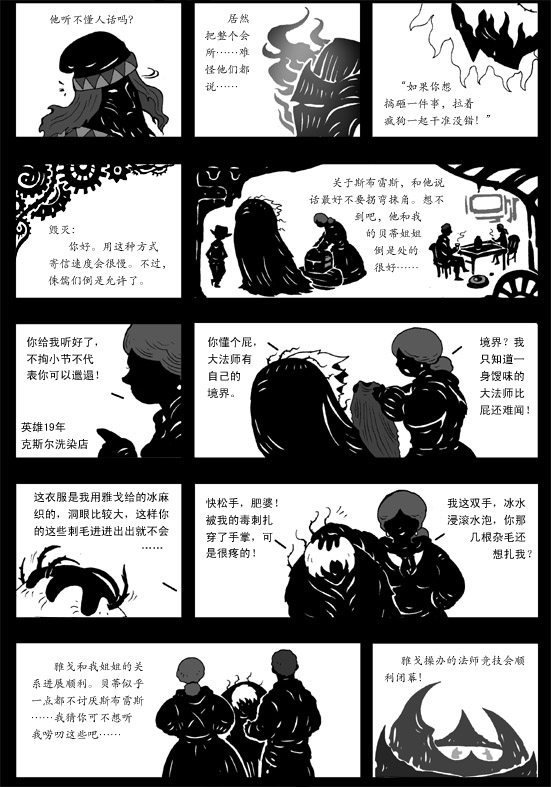 他听不懂人话吗？
居然
把整个会
所……难
怪他们都
说……
“如果你想
搞砸一件事，拉着
疯狗一起干准没错！”
毁灭：
你好。用这种方式
寄信速度会很慢。不过，
侏儒们倒是允许了。
关于斯布雷斯，和他说
话最好不要拐弯抹角。想不
到吧，他和我
的贝蒂姐姐
倒是处的
很好……
你给我听好了，
不拘小节不代
表你可以邋遢！
英雄19年
克斯尔洗染店
你懂个屁，
大法师有
自己的
境界。
境界？我
只知道一
身馊味的
大法师比
屁还难闻！
这衣服是我用雅戈给的冰麻
织的，洞眼比较大，这样你
的这些刺毛进进出出就不会
……
快松手，肥婆！
被我的毒刺扎
穿了手掌，可
是很疼的！
我这双手，冰水
浸滚水泡，你那
几根杂毛还
想扎我？
雅戈和我姐姐的关
系进展顺利。贝蒂似乎
一点都不讨厌斯布雷斯
……我猜你可不想听
我唠叨这些吧……
雅戈操办的法师竞技会顺
利闭幕！